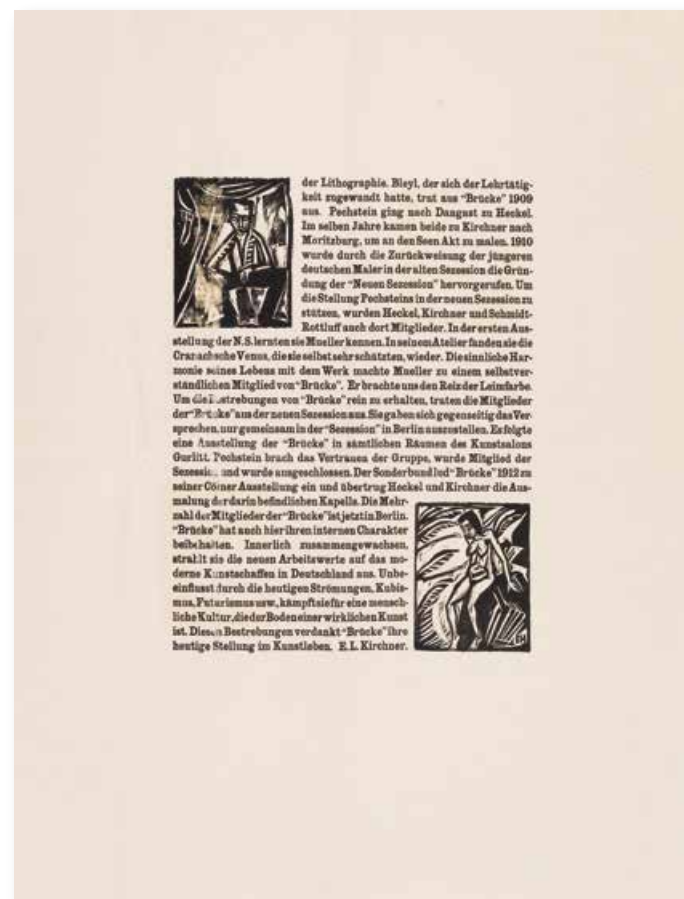 der Lithographie. Bleyl, der sich der Lehrtätig-
keit zugewandt hatte, trat aus "Brücke" 1909
aus. Pechstein ging nach Dangast zu Heckel.
Im selben Jahre kamen beide zu Kirchner nach
Moritzburg, um an den Seen Akt zu malen. 1910
wurde durch die Zurückweisung der jüngeren
deutschen Maler in der alten Sezession die Grün-
dung der "Neuen Sezession" hervorgerufen. Um
die Stellung Pechsteins in der neuen Sezession zu
stützen, wurden Heckel, Kirchner und Schmidt-
Rottluff auch dort Mitglieder. In der ersten Aus-
stellung der N.S. lernten sie Mueller kennen. In seinem Atelier fanden sie die
Cranachsche Venus, die sie selbst sehr schätzten, wieder. Die sinnliche Har-
monie seines Lebens mit dem Werk machte Mueller zu einem selbstver-
ständlichen Mitglied von "Brücke". Er brachte uns den Reiz der Leimfarbe.
Um die Bestrebungen von "Brücke" rein zu erhalten, traten die Mitglieder
der "Brücke" aus der neuen Sezession aus. Sie gaben sich gegenseitig das Ver-
sprechen, nur gemeinsam in der "Sezession" in Berlin auszustellen. Es folgte
eine Ausstellung der "Brücke" in sämtlichen Räumen des Kunstsalons
Gurlitt. Pechstein brach das Vertrauen der Gruppe, wurde Mitglied der
Sezession und wurde ausgeschlossen. Der Sonderbund lud "Brücke" 1912 zu
seiner Cölner Ausstellung ein und übertrug Heckel und Kirchner die Aus-
malung der darin befindlichen Kapelle. Die Mehr-
zahl der Mitglieder der "Brücke" ist jetzt in Berlin.
"Brücke" hat auch hier ihren internen Charakter
beibehalten. Innerlich zusammengewachsen,
strahlt sie die neuen Arbeitswerte auf das mo-
derne Kunstschaffen in Deutschland aus. Unbe-
einflusst durch die heutigen Strömungen, Kubis-
mus, Futurismus usw., kämpft sie für eine mensch-
liche Kultur, die der Boden einer wirklichen Kunst
ist. Diesen Bestrebungen verdankt "Brücke" ihre
heutige Stellung im Kunstleben. E. L. Kirchner.
EH